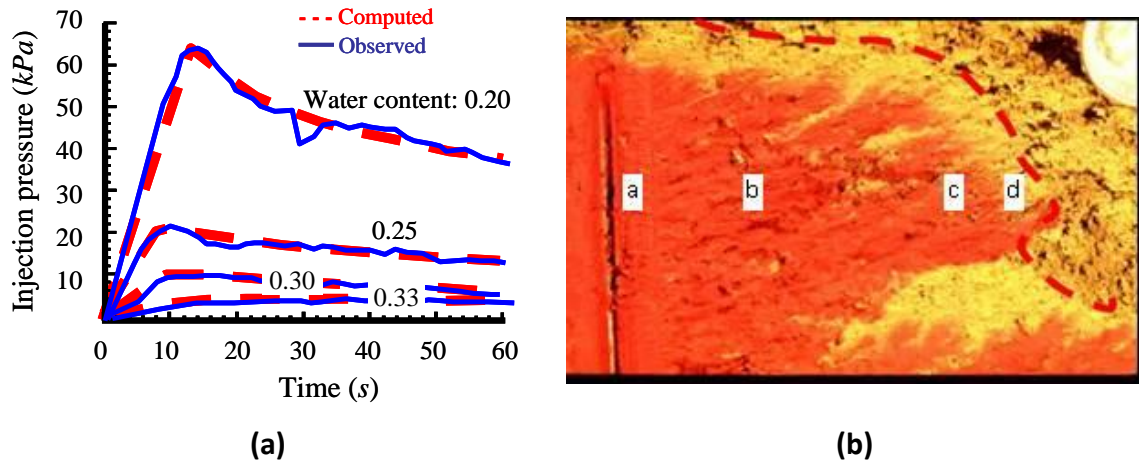 Computed
Observed
Water content: 0.20
0.25
0.30
0.33
Injection pressure (kPa)
70
60
50
40
30
20
10
0
10
20
30
40
50
60
Time (s)
(a)
a
b
c
d
(b)